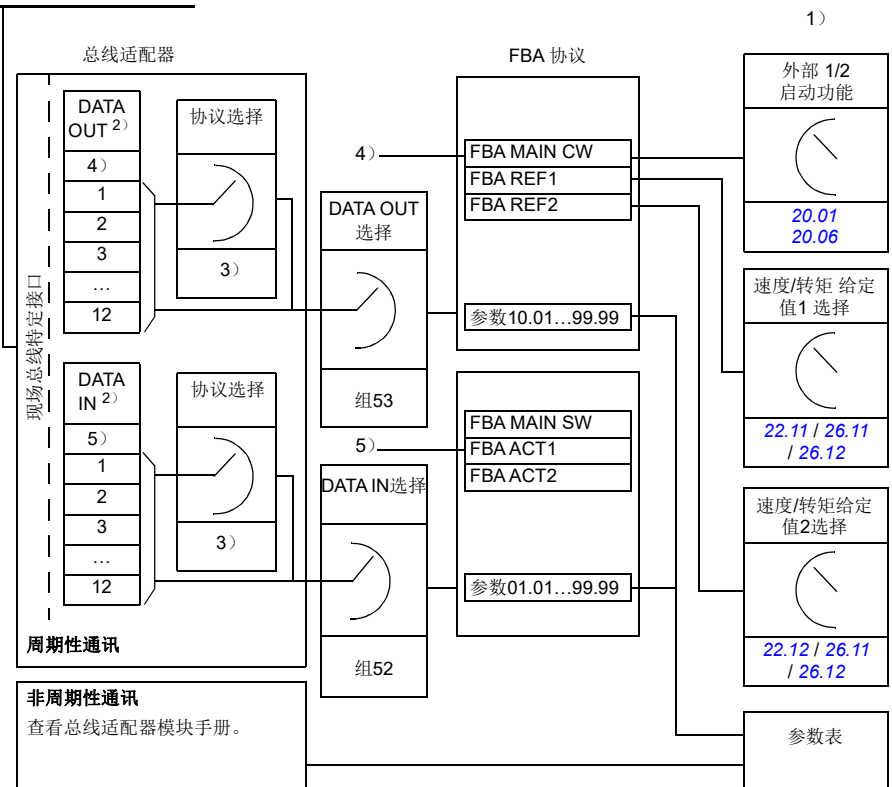 1）
总线适配器
FBA 协议
现场总线特定接口
DATA
OUT 2）
4）
1
2
3
…
12
协议选择
3）
DATA
IN 2）
5）
1
2
3
…
12
协议选择
3）
周期性通讯
DATA OUT
选择
组53
DATA IN选择
组52
4）
FBA MAIN CW
FBA REF1
FBA REF2
参数10.01…99.99
5）
FBA MAIN SW
FBA ACT1
FBA ACT2
参数01.01…99.99
外部 1/2
启动功能
20.01
20.06
速度/转矩 给定
值1 选择
22.11 / 26.11
/ 26.12
速度/转矩给定
值2选择
22.12 / 26.11
/ 26.12
非周期性通讯
查看总线适配器模块手册。
参数表